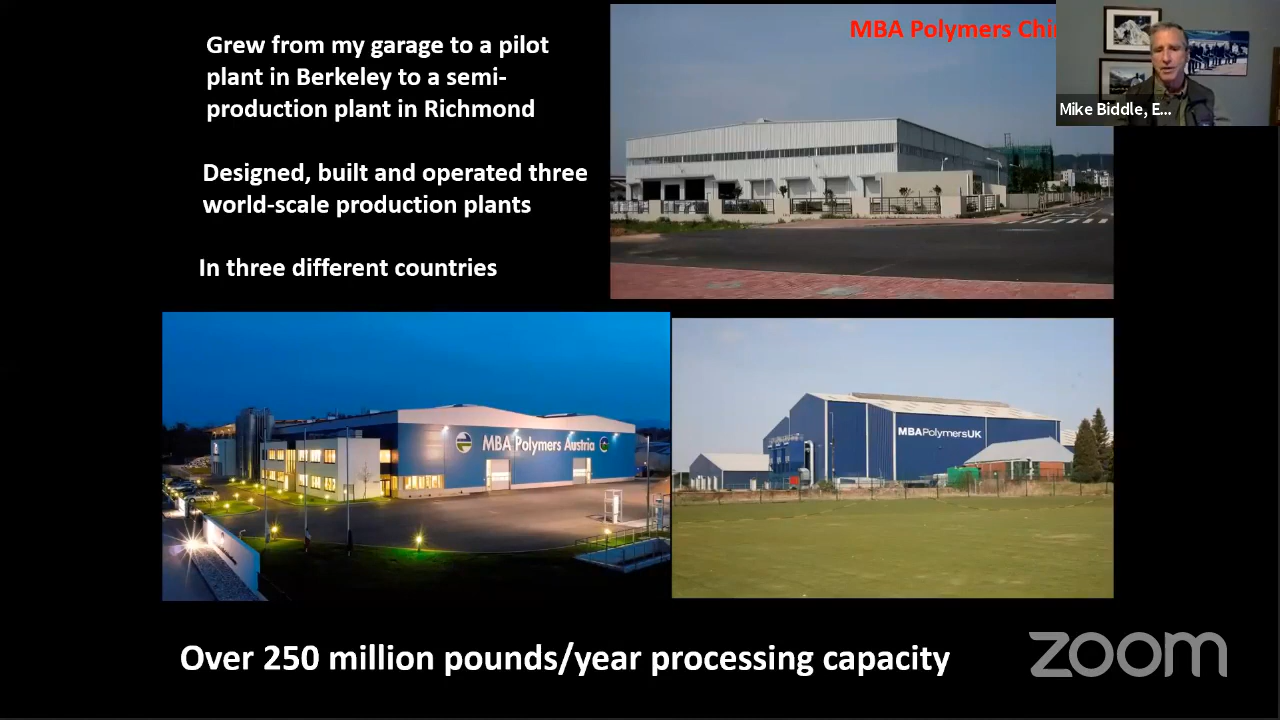 Grew from my garage to a pilot
plant in Berkeley to a semi-
production plant in Richmond
Designed, built and operated three
world-scale production plants
In three different countries
MBA Polymers Chi
Mike Biddle, E...
MBA Polymers Austria
MBAPolymersUK
Over 250 million pounds/year processing capacity
zoom